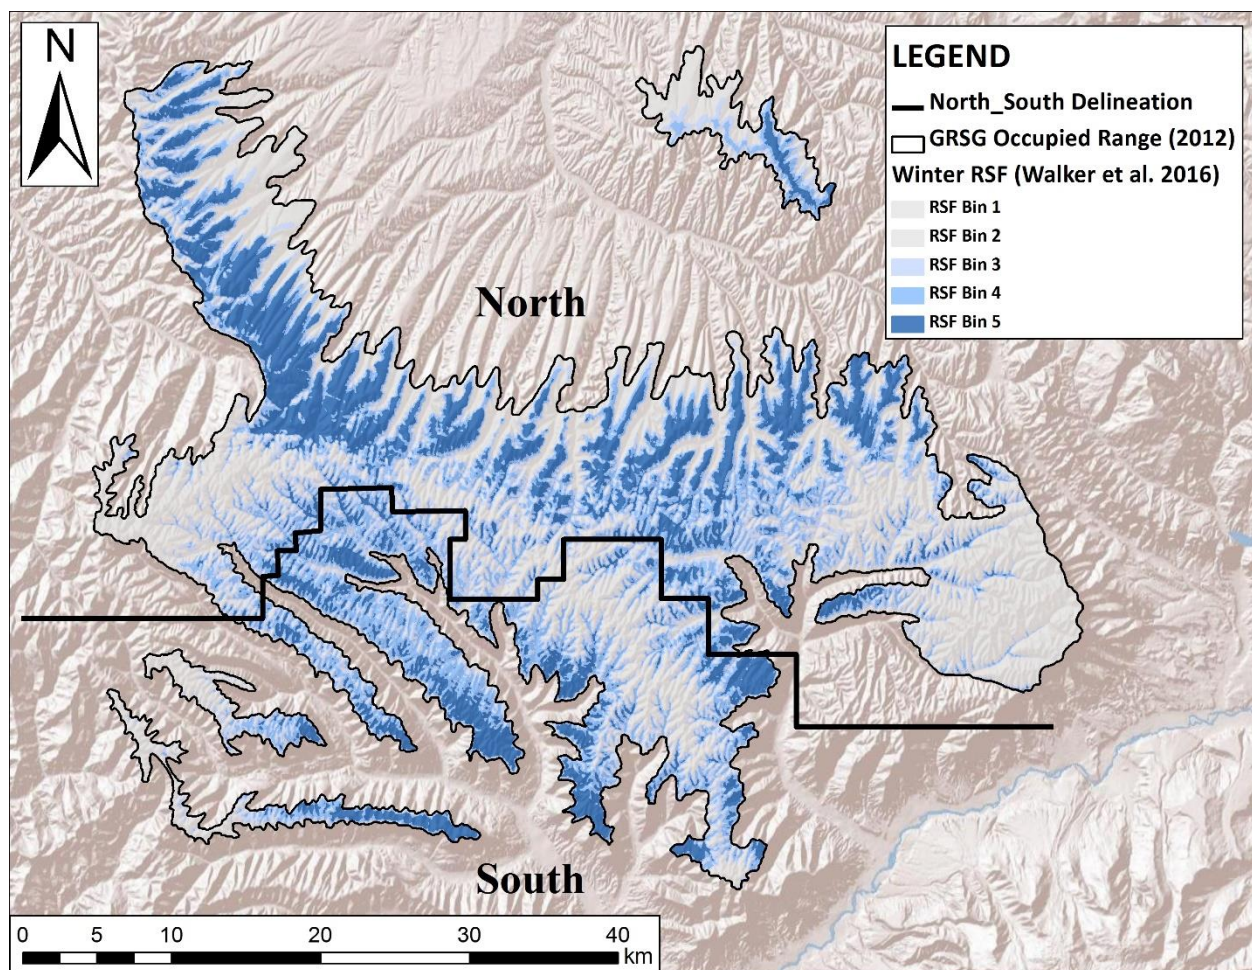 N
LEGEND
North_South Delineation
GRSG Occupied Range (2012)
Winter RSF (Walker et al. 2016)
RSF Bin 1
RSF Bin 2
RSF Bin 3
RSF Bin 4
RSF Bin 5
North
South
0 5 10 20 30 40
km